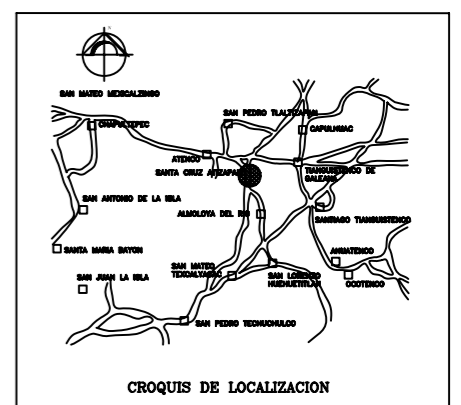 SAN MATEO MEXICALZINGO
CHAPULTEPEC
SAN PEDRO TLALTIZAPAN
CAPULHUAC
ATENCO
SANTA CRUZ ATIZAPAN
TIANGUISTENCO DE
GALEANA
SAN ANTONIO DE LA ISLA
ALMOLOYA DEL RIO
SANTIAGO TIANGUISTENCO
SANTA MARIA RAYON
AHUATENCO
SAN JUAN LA ISLA
SAN MATEO
TEXCALYACAC
SAN LORENZO
HUEHUETITLAN
OCOTENCO
SAN PEDRO TECHUCHULCO
CROQUIS DE LOCALIZACION